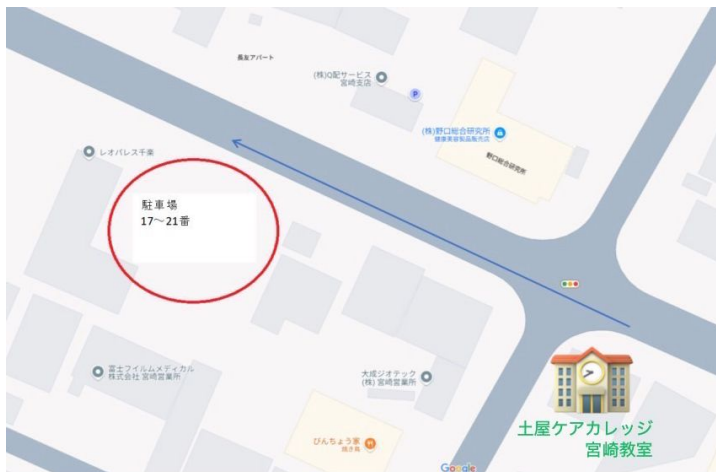 長友アパート
(株)Q配サービス
宮崎支店
P
(株)野口総合研究所
健康美容製品販売店
野口総合研究所
レオパレス千葉
駐車場
17～21番
富士フイルムメディカル
株式会社 宮崎営業所
大成ジオテック
(株) 宮崎営業所
びんちょう家
焼き鳥
土屋ケアカレッジ
宮崎教室
Google